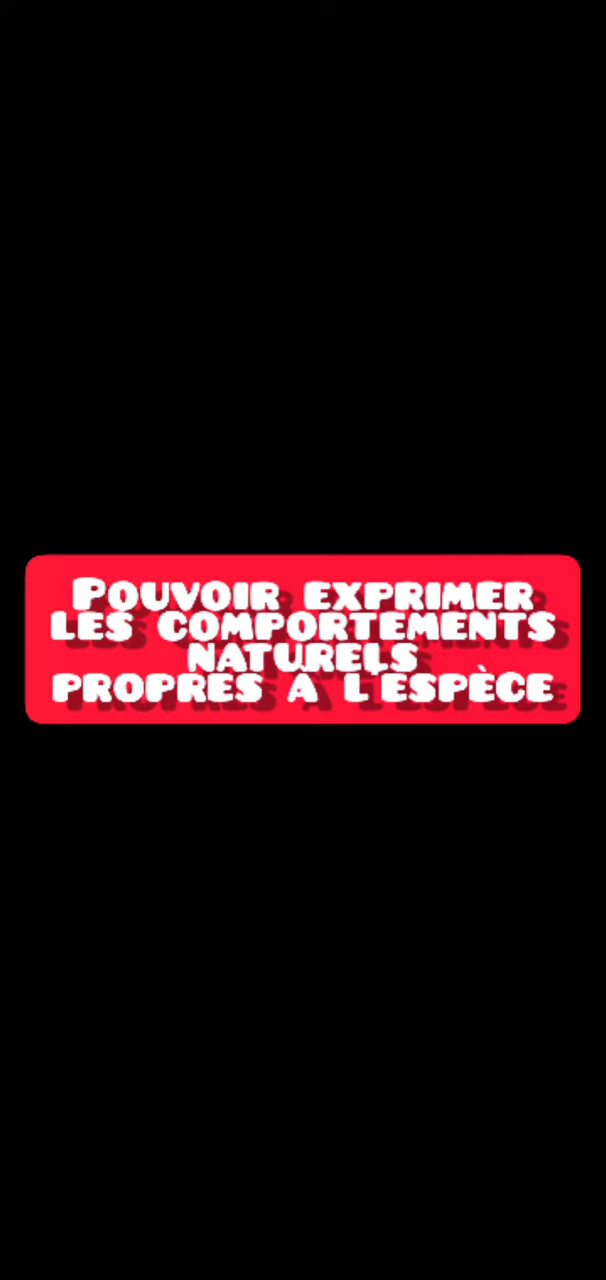 Pouvoir exprimer
les comportements
naturels
propres à l'espèce